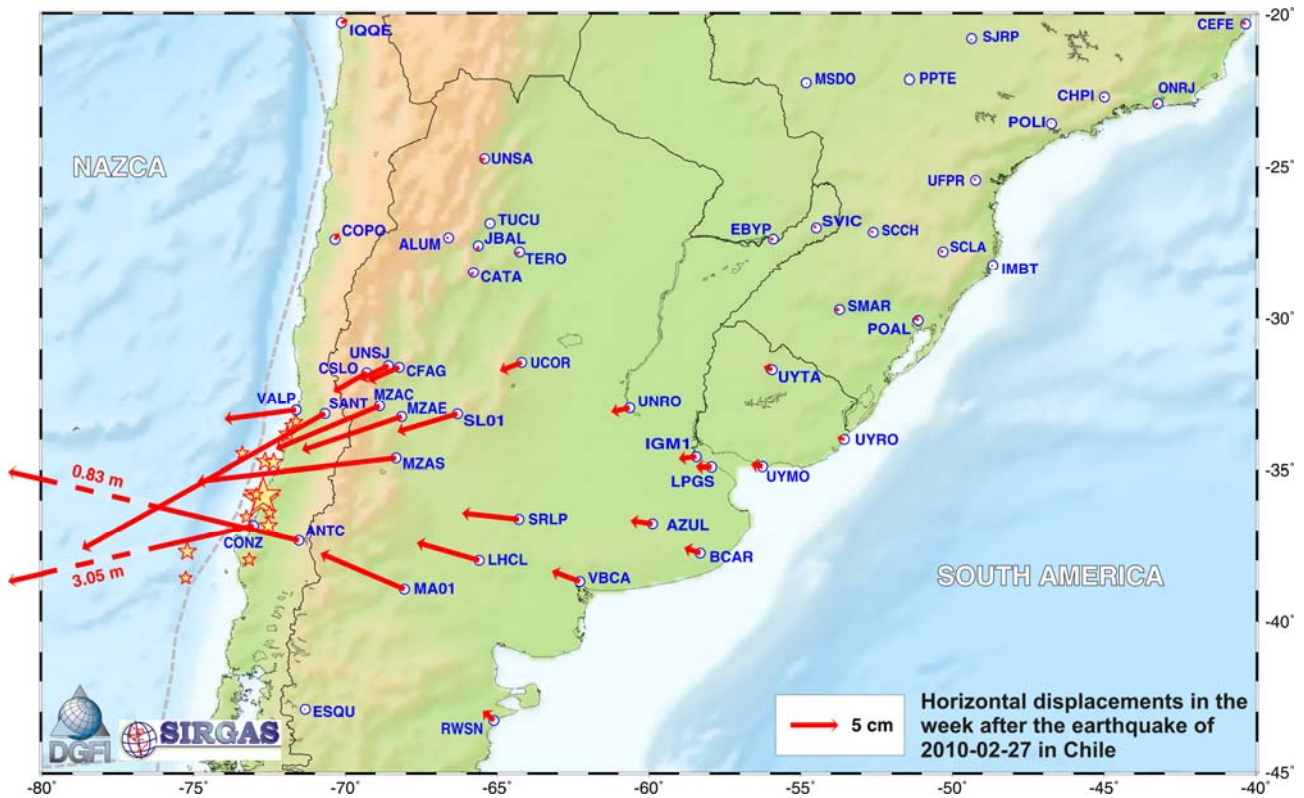 IQQE
CEFE
-20
SJRP
MSDO
PPTE
CHPI
ONRJ
POLI
NAZCA
UNSA
-25
UFPR
COPO
TUCU
ALUM
JBAL
TERO
CATA
EBYP
SVIC
SCCH
SCLA
IMBT
-30
SMAR
POAL
UNSJ
CSLO
CFAG
UCOR
UYTA
VALP
SANT
MZAC
MZAE
SL01
UNRO
UYRO
IGM1
LPGS
UYMO
MZAS
-35
0.83 m
SRLP
AZUL
CONZ
ANTC
LHCL
BCAR
3.05 m
MA01
VBCA
SOUTH AMERICA
-40
ESQU
RWSN
DGFI
SIRGAS
5 cm
Horizontal displacements in the
week after the earthquake of
2010-02-27 in Chile
-45
-80 -75 -70 -65 -60 -55 -50 -45 -40